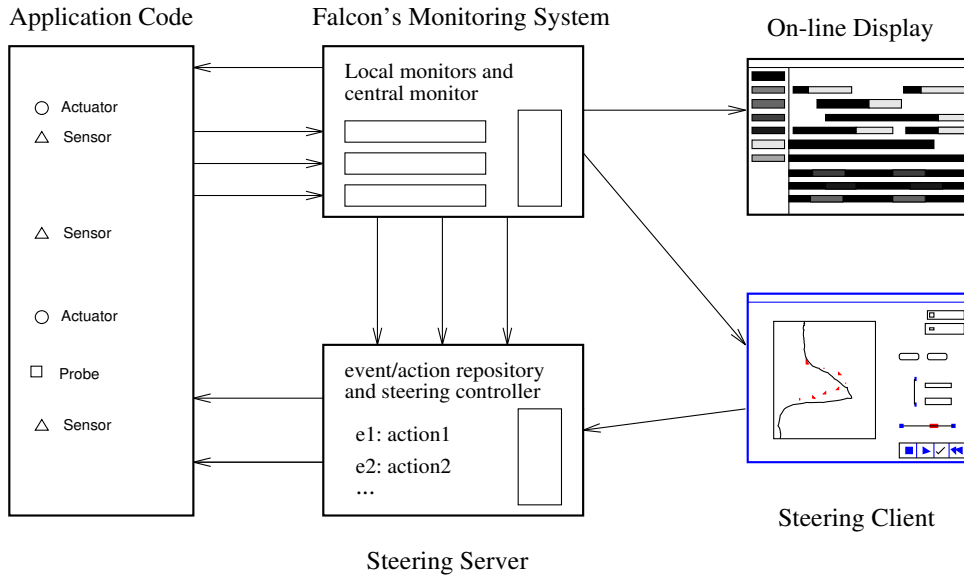 Application Code
Falcon's Monitoring System
On-line Display
Local monitors and
central monitor
Actuator
Sensor
Sensor
Actuator
Probe
Sensor
event/action repository
and steering controller
e1: action1
e2: action2
...
Steering Server
Steering Client